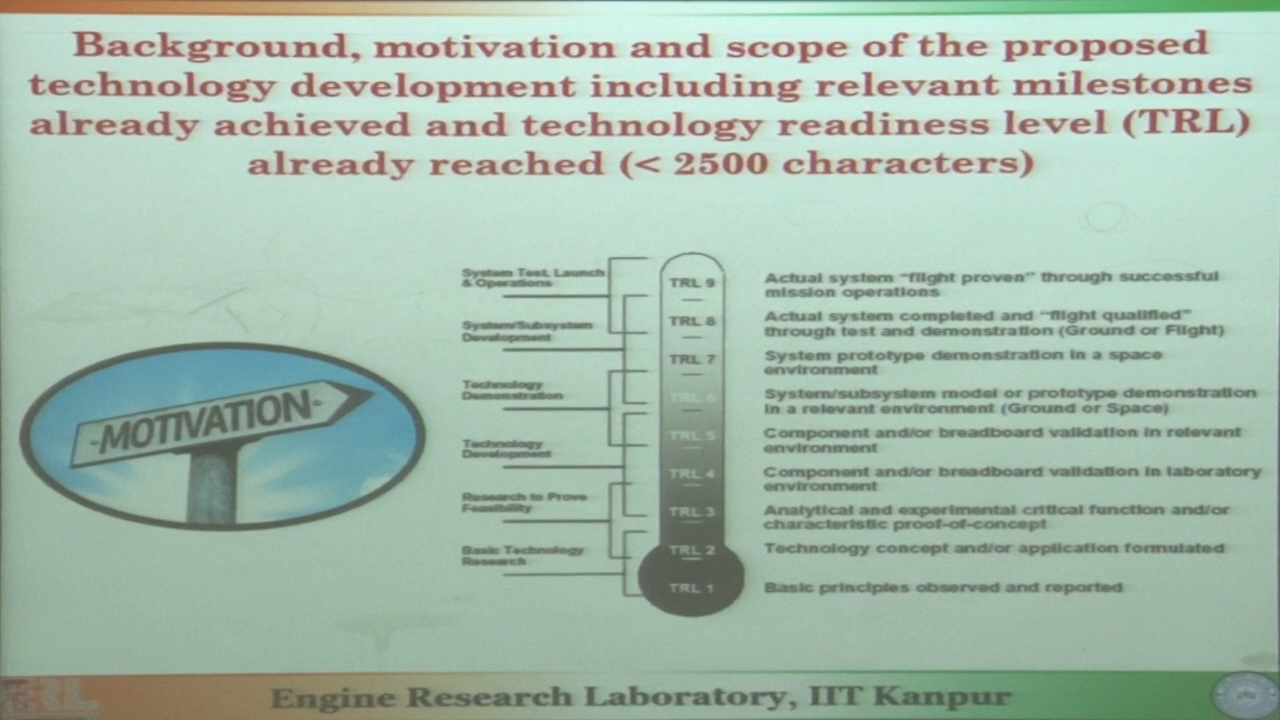 Background, motivation and scope of the proposed
technology development including relevant milestones
already achieved and technology readiness level (TRL)
already reached (< 2500 characters)
-MOTIVATION-
System Test, Launch
& Operations
System/Subsystem
Development
Technology
Demonstration
Technology
Development
Research to Prove
Feasibility
Basic Technology
Research
TRL 9
Actual system "flight proven" through successful
mission operations
TRL 8
Actual system completed and "flight qualified"
through test and demonstration (Ground or Flight)
TRL 7
System prototype demonstration in a space
environment
TRL 6
System/subsystem model or prototype demonstration
in a relevant environment (Ground or Space)
TRL 5
Component and/or breadboard validation in relevant
environment
TRL 4
Component and/or breadboard validation in laboratory
environment
TRL 3
Analytical and experimental critical function and/or
characteristic proof-of-concept
TRL 2
Technology concept and/or application formulated
TRL 1
Basic principles observed and reported
Engine Research Laboratory, IIT Kanpur